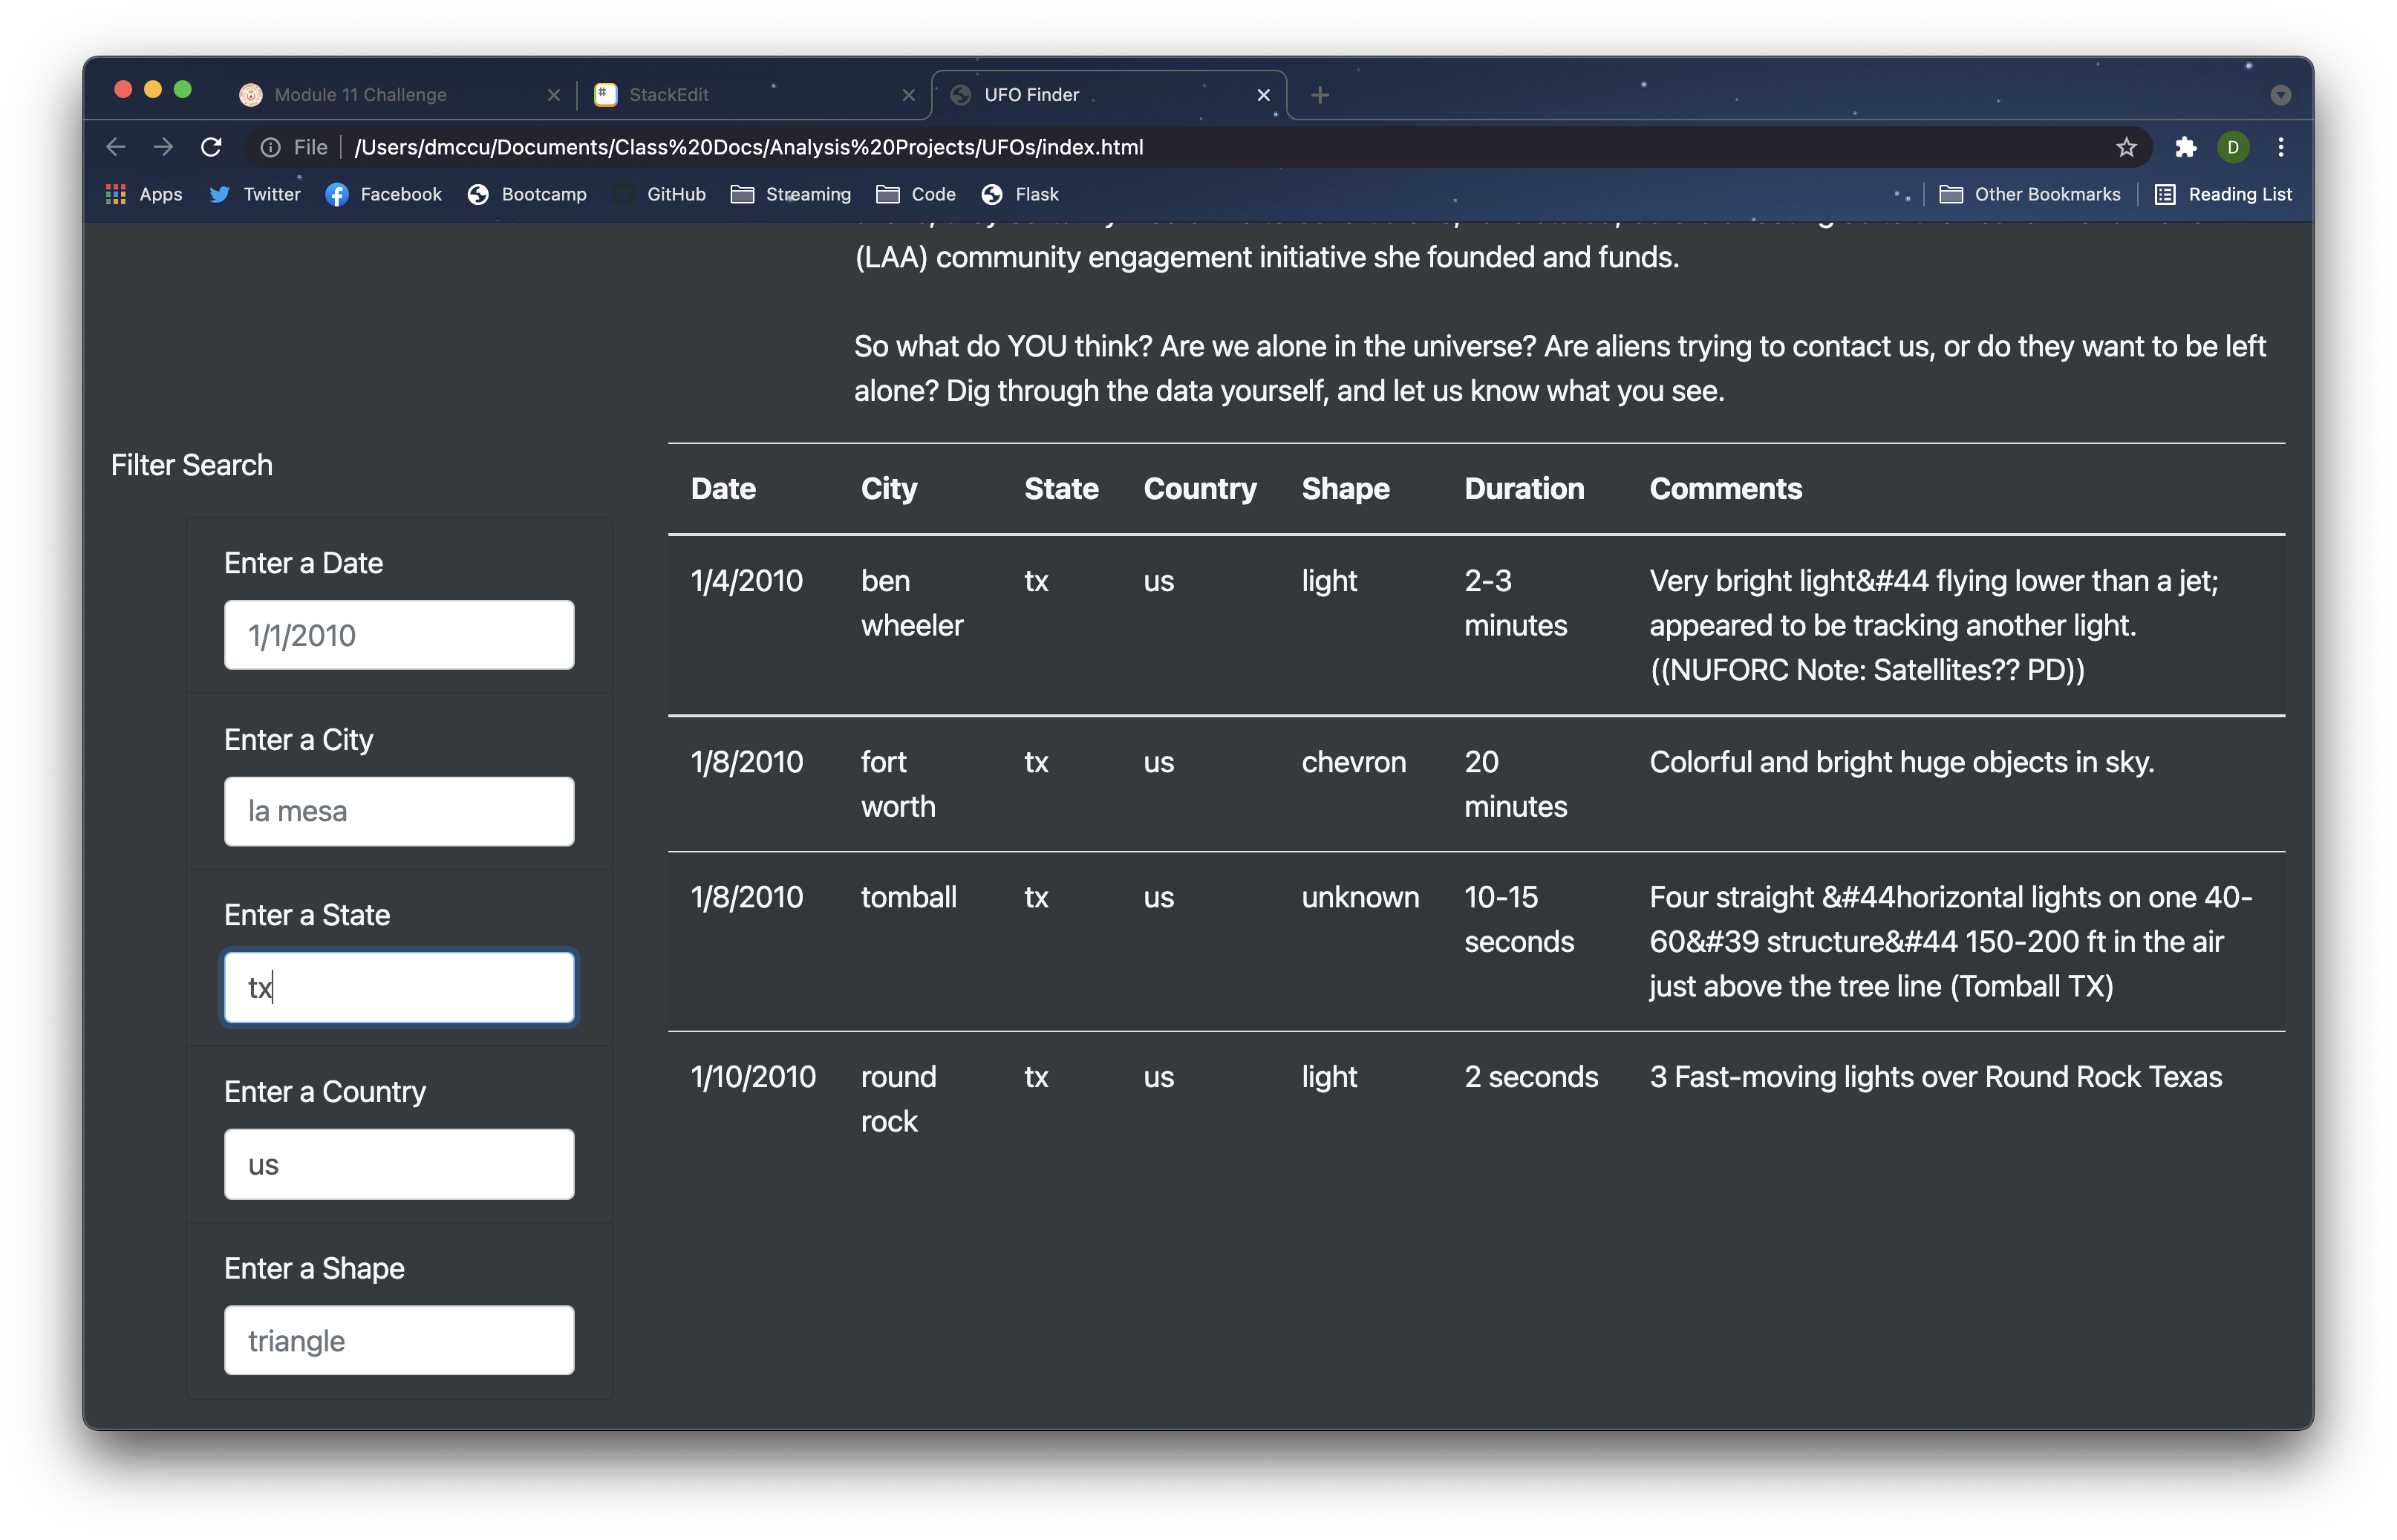 Module 11 Challenge
StackEdit
UFO Finder
File
/Users/dmccu/Documents/Class%20Docs/Analysis%20Projects/UFOs/index.html
D
Apps
Twitter
Facebook
Bootcamp
GitHub
Streaming
Code
Flask
Other Bookmarks
Reading List
(LAA) community engagement initiative she founded and funds.
So what do YOU think? Are we alone in the universe? Are aliens trying to contact us, or do they want to be left
alone? Dig through the data yourself, and let us know what you see.
Filter Search
Enter a Date
1/1/2010
Enter a City
la mesa
Enter a State
tx
Enter a Country
us
Enter a Shape
triangle
Date City State Country Shape Duration Comments
1/4/2010 ben tx us light 2-3 Very bright light&#44 flying lower than a jet;
wheeler minutes appeared to be tracking another light.
((NUFORC Note: Satellites?? PD))
1/8/2010 fort tx us chevron 20 Colorful and bright huge objects in sky.
worth minutes
1/8/2010 tomball tx us unknown 10-15 Four straight &#44horizontal lights on one 40-
seconds 60&#39 structure&#44 150-200 ft in the air
just above the tree line (Tomball TX)
1/10/2010 round tx us light 2 seconds 3 Fast-moving lights over Round Rock Texas
rock